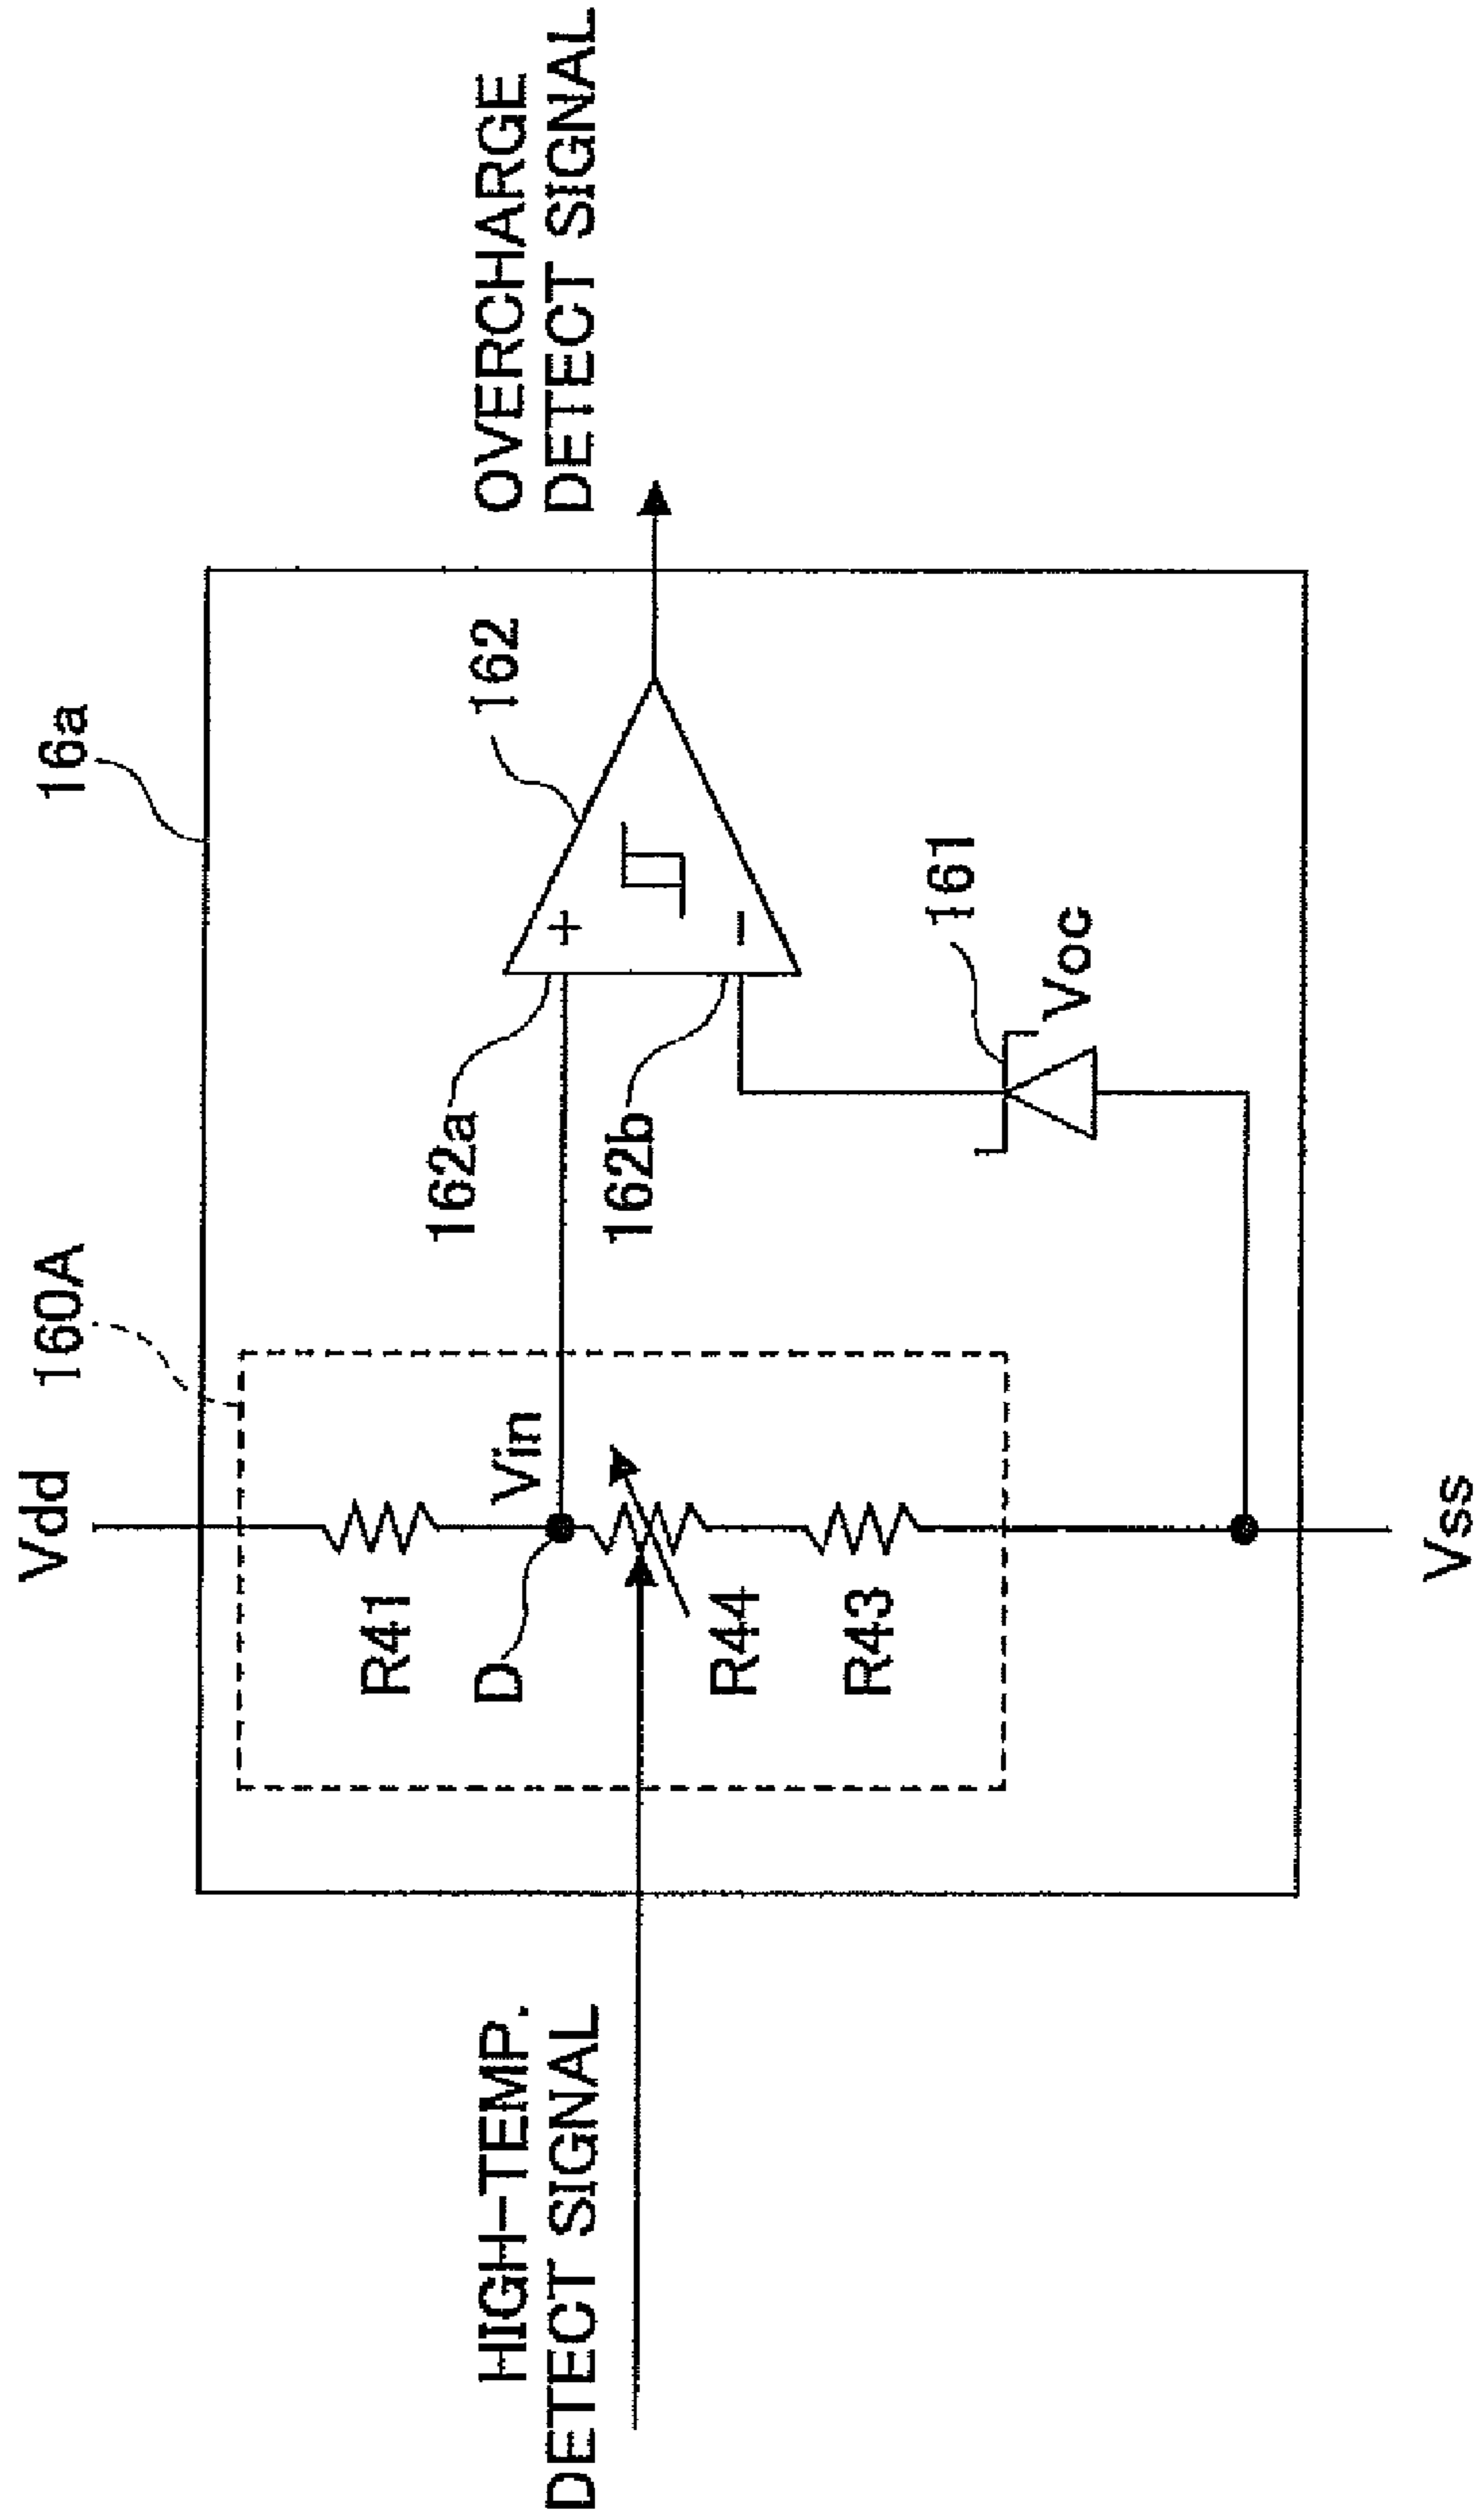 Vdd
160A
16a
R41
Vin
D
R44
R43
162a
162b
162
161
Voc
HIGH-TEMP.
DETECT SIGNAL
OVERCHARGE
DETECT SIGNAL
+
−
Vss